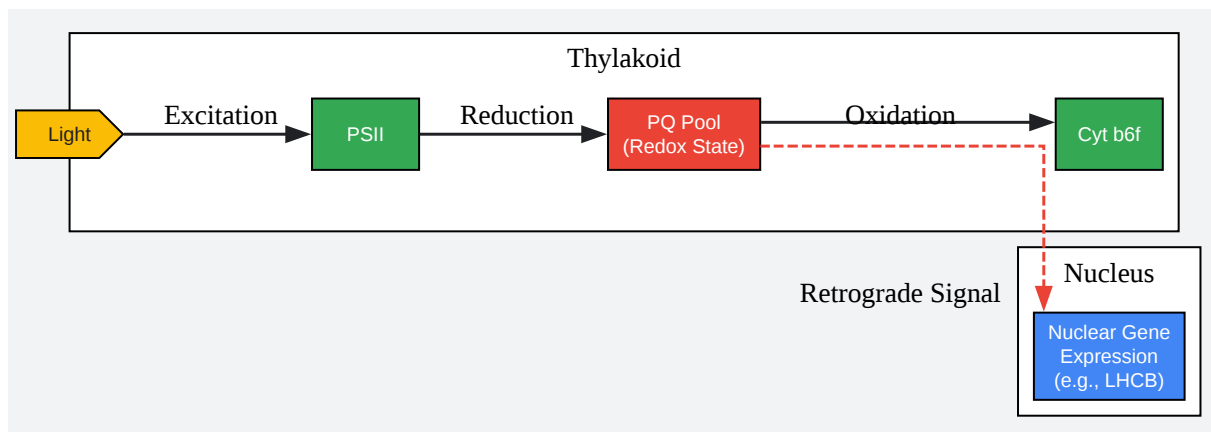 Thylakoid
Light
Excitation
PSII
Reduction
PQ Pool
(Redox State)
Oxidation
Cyt b6f
Retrograde Signal
Nucleus
Nuclear Gene
Expression
(e.g., LHCB)